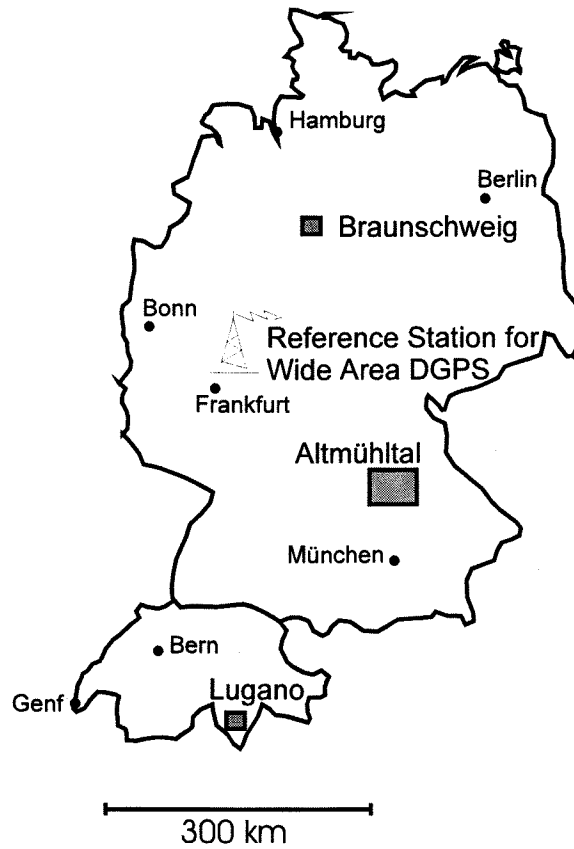 Hamburg
Berlin
Braunschweig
Bonn
Reference Station for
Wide Area DGPS
Frankfurt
Altmühltal
München
Bern
Lugano
Genf
300 km